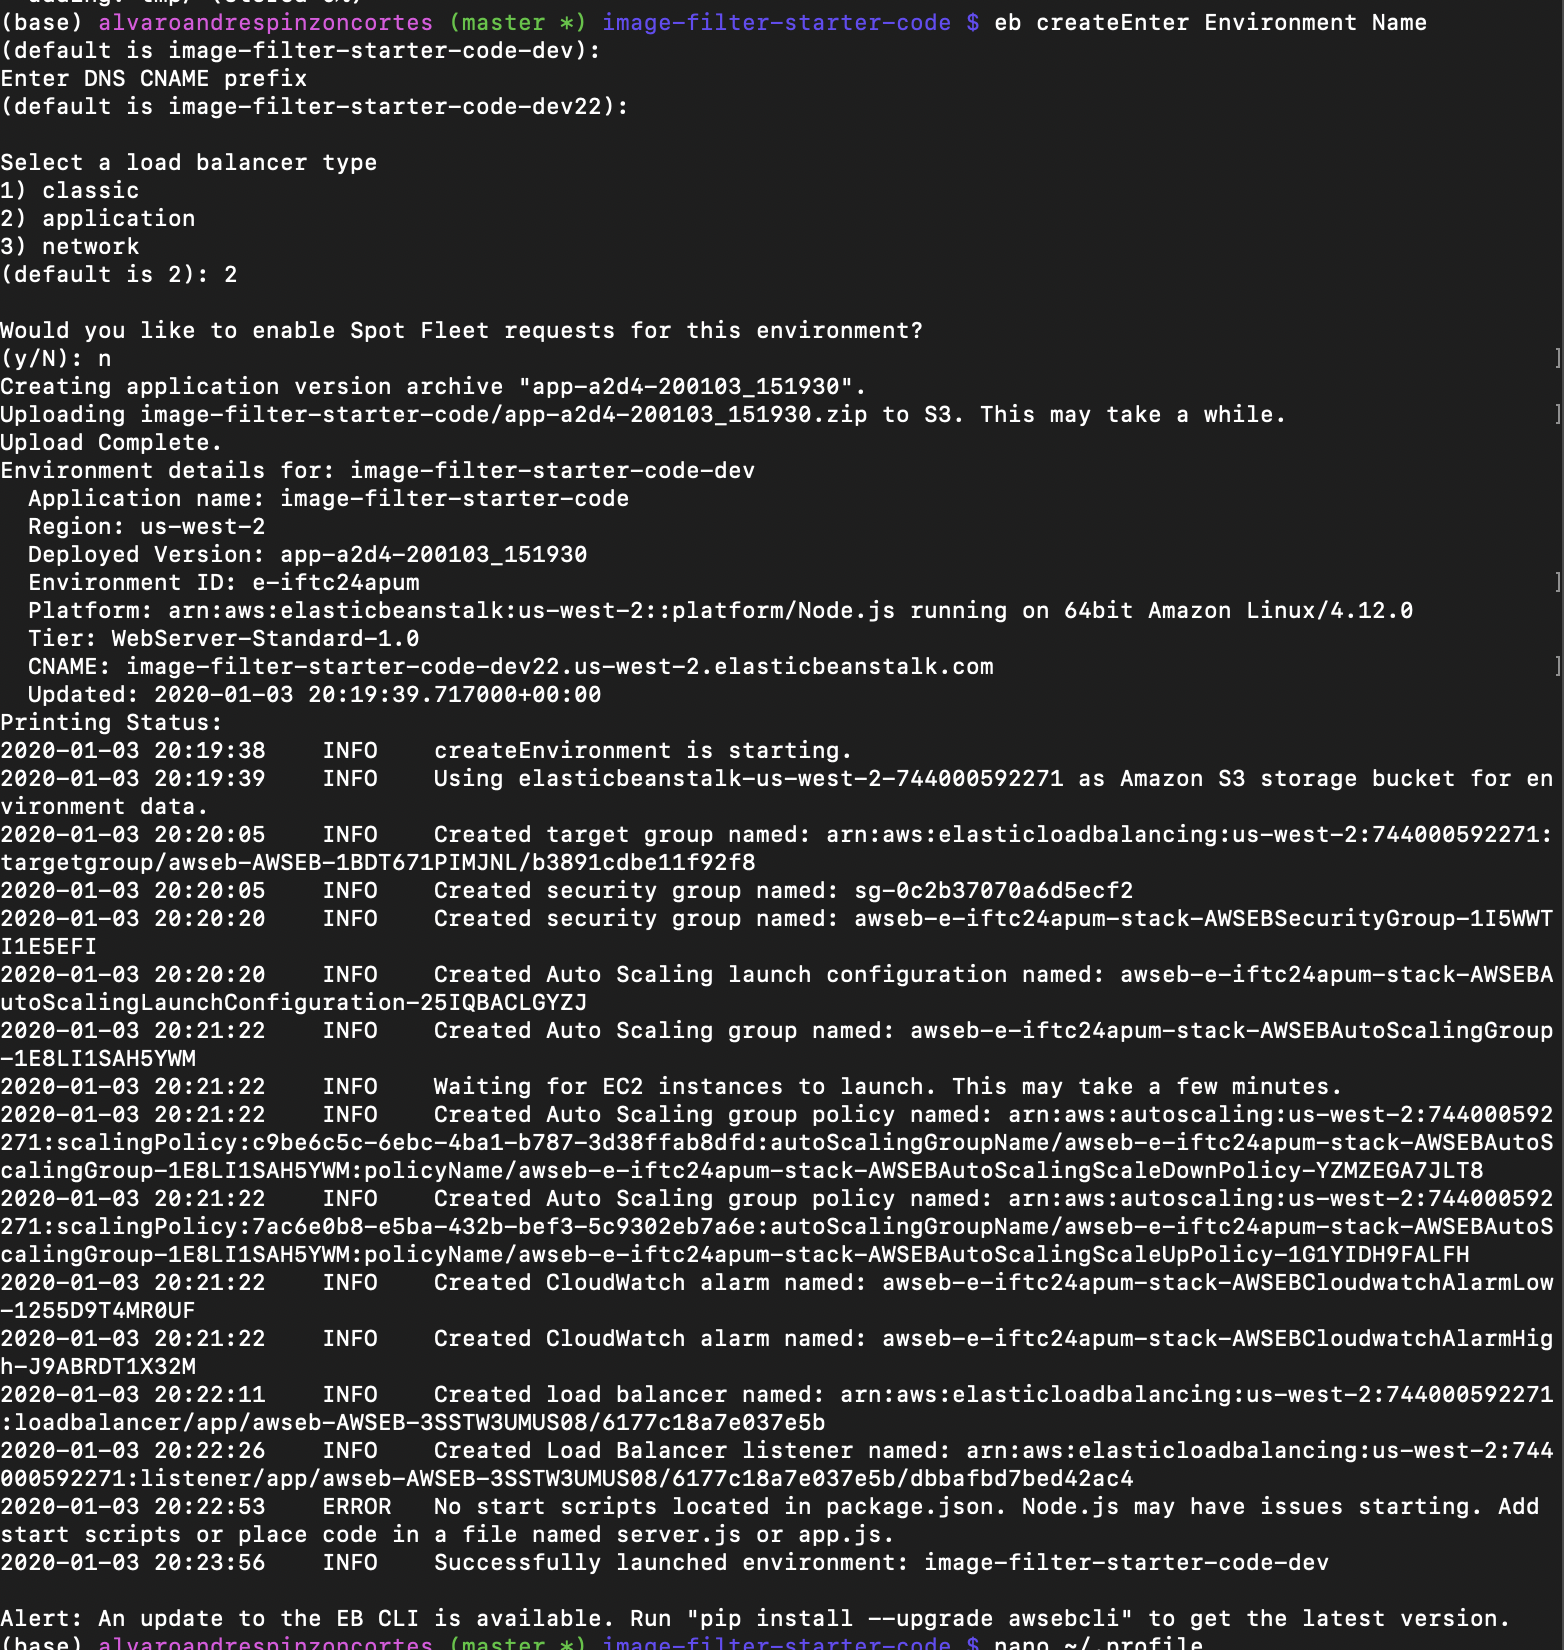 (base) alvaroandrespinzoncortes (master *) image-filter-starter-code $ eb createEnter Environment Name
(default is image-filter-starter-code-dev):
Enter DNS CNAME prefix
(default is image-filter-starter-code-dev22):
Select a load balancer type
1) classic
2) application
3) network
(default is 2): 2
Would you like to enable Spot Fleet requests for this environment?
(y/N): n
Creating application version archive "app-a2d4-200103_151930".
Uploading image-filter-starter-code/app-a2d4-200103_151930.zip to S3. This may take a while.
Upload Complete.
Environment details for: image-filter-starter-code-dev
  Application name: image-filter-starter-code
  Region: us-west-2
  Deployed Version: app-a2d4-200103_151930
  Environment ID: e-iftc24apum
  Platform: arn:aws:elasticbeanstalk:us-west-2::platform/Node.js running on 64bit Amazon Linux/4.12.0
  Tier: WebServer-Standard-1.0
  CNAME: image-filter-starter-code-dev22.us-west-2.elasticbeanstalk.com
  Updated: 2020-01-03 20:19:39.717000+00:00
Printing Status:
2020-01-03 20:19:38    INFO    createEnvironment is starting.
2020-01-03 20:19:39    INFO    Using elasticbeanstalk-us-west-2-744000592271 as Amazon S3 storage bucket for en
vironment data.
2020-01-03 20:20:05    INFO    Created target group named: arn:aws:elasticloadbalancing:us-west-2:744000592271:
targetgroup/awseb-AWSEB-1BDT671PIMJNL/b3891cdbe11f92f8
2020-01-03 20:20:05    INFO    Created security group named: sg-0c2b37070a6d5ecf2
2020-01-03 20:20:20    INFO    Created security group named: awseb-e-iftc24apum-stack-AWSEBSecurityGroup-1I5WWT
I1E5EFI
2020-01-03 20:20:20    INFO    Created Auto Scaling launch configuration named: awseb-e-iftc24apum-stack-AWSEBA
utoScalingLaunchConfiguration-25IQBACLGYZJ
2020-01-03 20:21:22    INFO    Created Auto Scaling group named: awseb-e-iftc24apum-stack-AWSEBAutoScalingGroup
-1E8LI1SAH5YWM
2020-01-03 20:21:22    INFO    Waiting for EC2 instances to launch. This may take a few minutes.
2020-01-03 20:21:22    INFO    Created Auto Scaling group policy named: arn:aws:autoscaling:us-west-2:744000592
271:scalingPolicy:c9be6c5c-6ebc-4ba1-b787-3d38ffab8dfd:autoScalingGroupName/awseb-e-iftc24apum-stack-AWSEBAutoS
calingGroup-1E8LI1SAH5YWM:policyName/awseb-e-iftc24apum-stack-AWSEBAutoScalingScaleDownPolicy-YZMZEGA7JLT8
2020-01-03 20:21:22    INFO    Created Auto Scaling group policy named: arn:aws:autoscaling:us-west-2:744000592
271:scalingPolicy:7ac6e0b8-e5ba-432b-bef3-5c9302eb7a6e:autoScalingGroupName/awseb-e-iftc24apum-stack-AWSEBAutoS
calingGroup-1E8LI1SAH5YWM:policyName/awseb-e-iftc24apum-stack-AWSEBAutoScalingScaleUpPolicy-1G1YIDH9FALFH
2020-01-03 20:21:22    INFO    Created CloudWatch alarm named: awseb-e-iftc24apum-stack-AWSEBCloudwatchAlarmLow
-1255D9T4MR0UF
2020-01-03 20:21:22    INFO    Created CloudWatch alarm named: awseb-e-iftc24apum-stack-AWSEBCloudwatchAlarmHig
h-J9ABRDT1X32M
2020-01-03 20:22:11    INFO    Created load balancer named: arn:aws:elasticloadbalancing:us-west-2:744000592271
:loadbalancer/app/awseb-AWSEB-3SSTW3UMUS08/6177c18a7e037e5b
2020-01-03 20:22:26    INFO    Created Load Balancer listener named: arn:aws:elasticloadbalancing:us-west-2:744
000592271:listener/app/awseb-AWSEB-3SSTW3UMUS08/6177c18a7e037e5b/dbbafbd7bed42ac4
2020-01-03 20:22:53    ERROR   No start scripts located in package.json. Node.js may have issues starting. Add
start scripts or place code in a file named server.js or app.js.
2020-01-03 20:23:56    INFO    Successfully launched environment: image-filter-starter-code-dev
Alert: An update to the EB CLI is available. Run "pip install --upgrade awsebcli" to get the latest version.
(base) alvaroandrespinzoncortes (master *) image-filter-starter-code $ nano ~/.profile